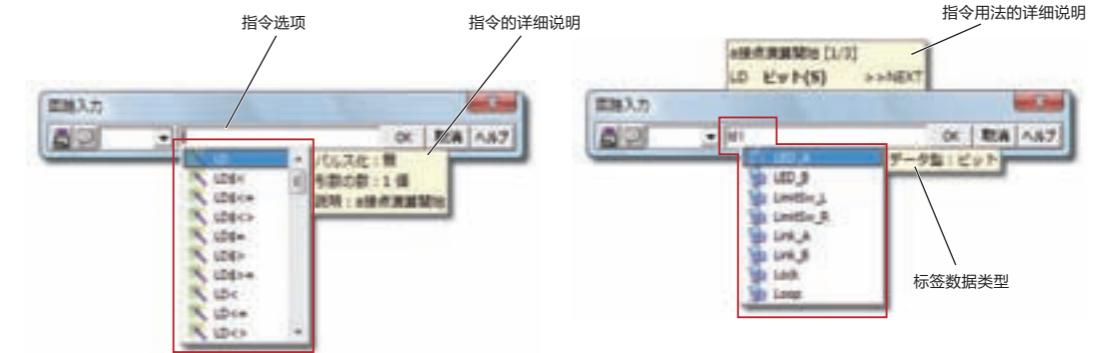 指令选项
指令的详细说明
回路入力
OK 取消 ヘルプ
LD
LD$<
LD$<=
LD$<>
LD$=
LD$>
LD$>=
LD<
LD<=
LD<>
パルス化：無
引数の数：1 個
説明：a接点演算開始
指令用法的详细说明
a接点演算開始 [1/3]
LD ビット(S) >>NEXT
回路入力
OK 取消 ヘルプ
LED_A
LED_B
LimitSw_L
LimitSw_R
Link_A
Link_B
Lock
Loop
データ型：ビット
标签数据类型